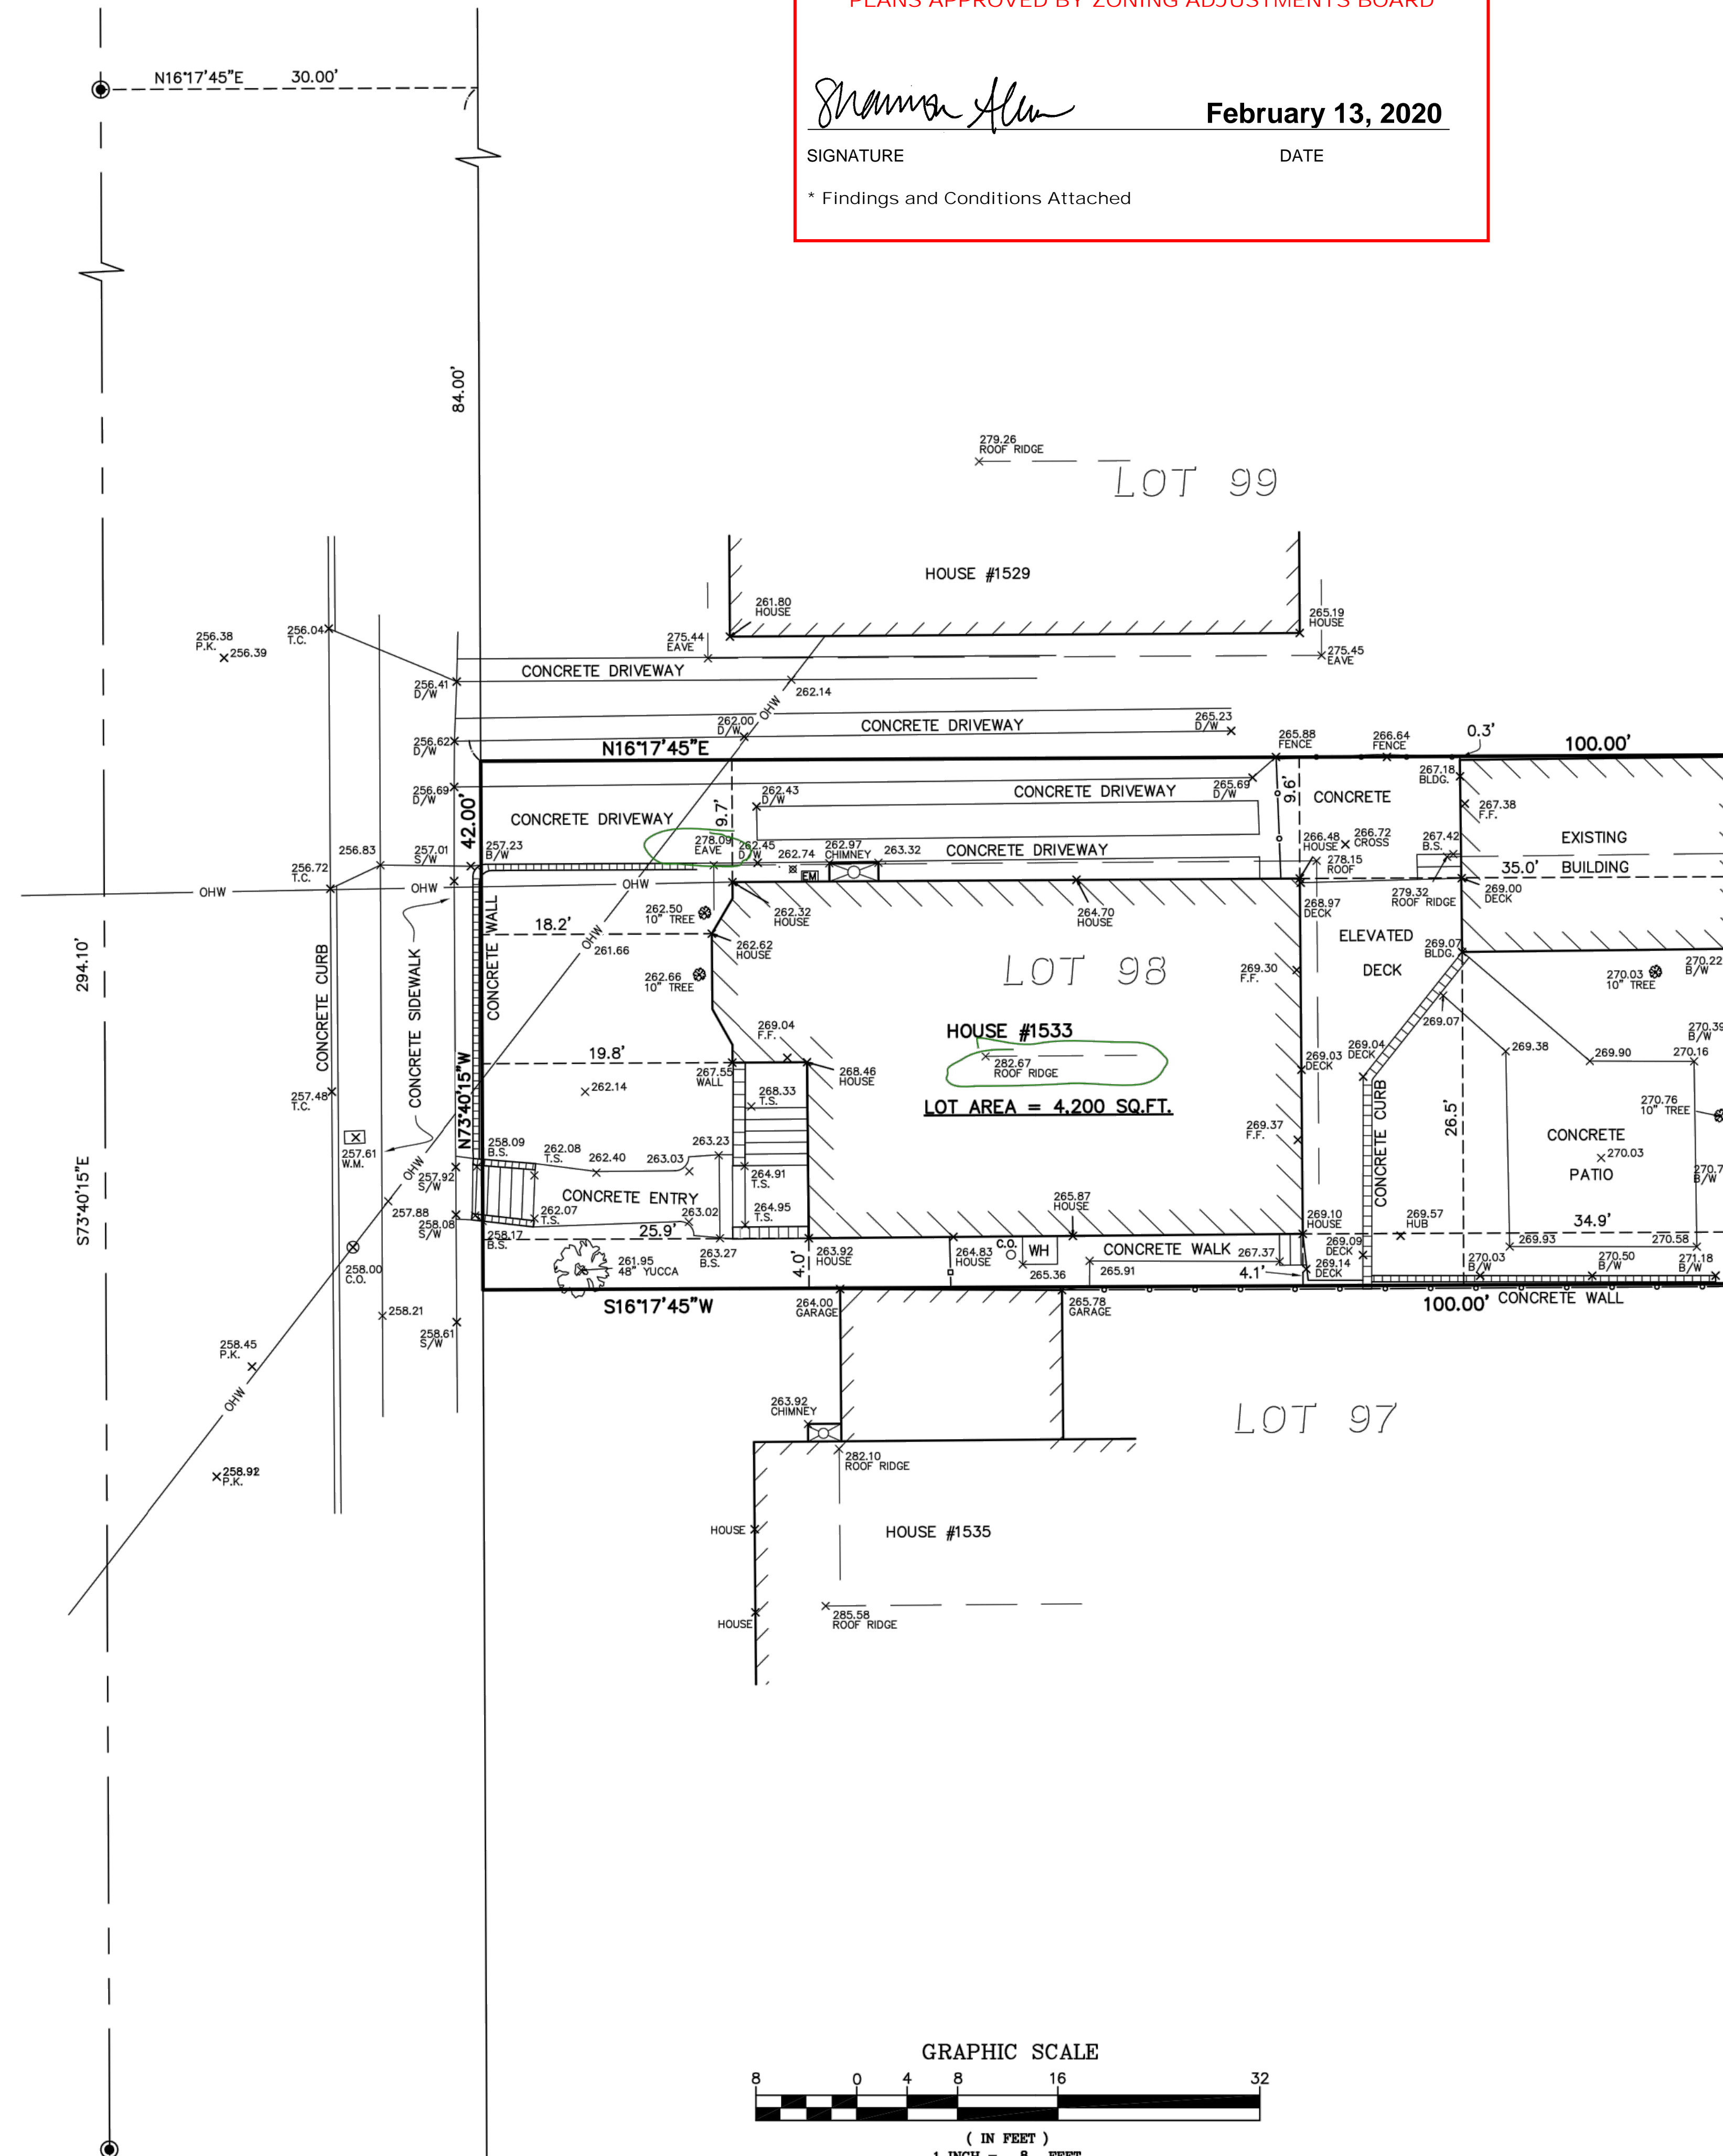 PLANS APPROVED BY ZONING ADJUSTMENTS BOARD
N16°17'45"E 30.00'
February 13, 2020
SIGNATURE DATE
* Findings and Conditions Attached
84.00'
279.26
ROOF RIDGE
LOT 99
HOUSE #1529
261.80
HOUSE
265.19
HOUSE
275.44
EAVE
275.45
EAVE
256.38
P.K.
256.39
256.04
T.C.
CONCRETE DRIVEWAY
256.41
D/W
262.14
OHW
262.00
D/W
CONCRETE DRIVEWAY
265.23
D/W
256.62
D/W
N16°17'45"E
265.88
FENCE
266.64
FENCE
0.3'
100.00'
256.69
D/W
42.00'
CONCRETE DRIVEWAY
9.7'
262.43
D/W
CONCRETE DRIVEWAY
265.69
D/W
9.6'
CONCRETE
267.18
BLDG.
267.38
F.F.
EXISTING
BUILDING
35.0'
256.83
257.01
S/W
257.23
B/W
278.09
EAVE
262.45
D/W
262.74
EM
262.97
CHIMNEY
263.32
CONCRETE DRIVEWAY
266.48
HOUSE
266.72
CROSS
278.15
ROOF
267.42
B.S.
279.32
ROOF RIDGE
269.00
DECK
256.72
T.C.
OHW
OHW
OHW
262.50
10" TREE
262.32
HOUSE
264.70
HOUSE
268.97
DECK
18.2'
OHW
261.66
262.62
HOUSE
262.66
10" TREE
LOT 98
269.30
F.F.
ELEVATED
DECK
269.07
BLDG.
270.22
B/W
270.03
10" TREE
269.07
294.10'
CONCRETE CURB
CONCRETE SIDEWALK
CONCRETE WALL
N73°40'15"W
269.04
F.F.
HOUSE #1533
282.67
ROOF RIDGE
LOT AREA = 4,200 SQ.FT.
19.8'
262.14
267.55
WALL
268.46
HOUSE
268.33
T.S.
269.03
DECK
269.04
DECK
269.38
269.90
270.16
270.39
B/W
257.48
T.C.
CONCRETE CURB
26.5'
270.76
10" TREE
269.37
F.F.
CONCRETE
270.03
PATIO
270.7
B/W
257.61
W.M.
OHW
258.09
B.S.
262.08
T.S.
262.40
263.03
263.23
257.92
S/W
CONCRETE ENTRY
264.91
T.S.
264.95
T.S.
S73°40'15"E
257.88
258.08
S/W
262.07
T.S.
263.02
258.17
B.S.
25.9'
263.27
B.S.
265.87
HOUSE
269.10
HOUSE
269.57
HUB
34.9'
261.95
48" YUCCA
4.0'
263.92
HOUSE
264.83
HOUSE
C.O.
WH
CONCRETE WALK
267.37
269.09
DECK
269.14
DECK
269.93
270.58
265.36
265.91
4.1'
270.03
B/W
270.50
B/W
271.18
B/W
258.00
C.O.
S16°17'45"W
264.00
GARAGE
265.78
GARAGE
100.00'
CONCRETE WALL
258.21
258.61
S/W
258.45
P.K.
OHW
263.92
CHIMNEY
LOT 97
282.10
ROOF RIDGE
258.92
P.K.
HOUSE
HOUSE #1535
HOUSE
285.58
ROOF RIDGE
GRAPHIC SCALE
8 0 4 8 16 32
( IN FEET )
1 INCH = 8 FEET